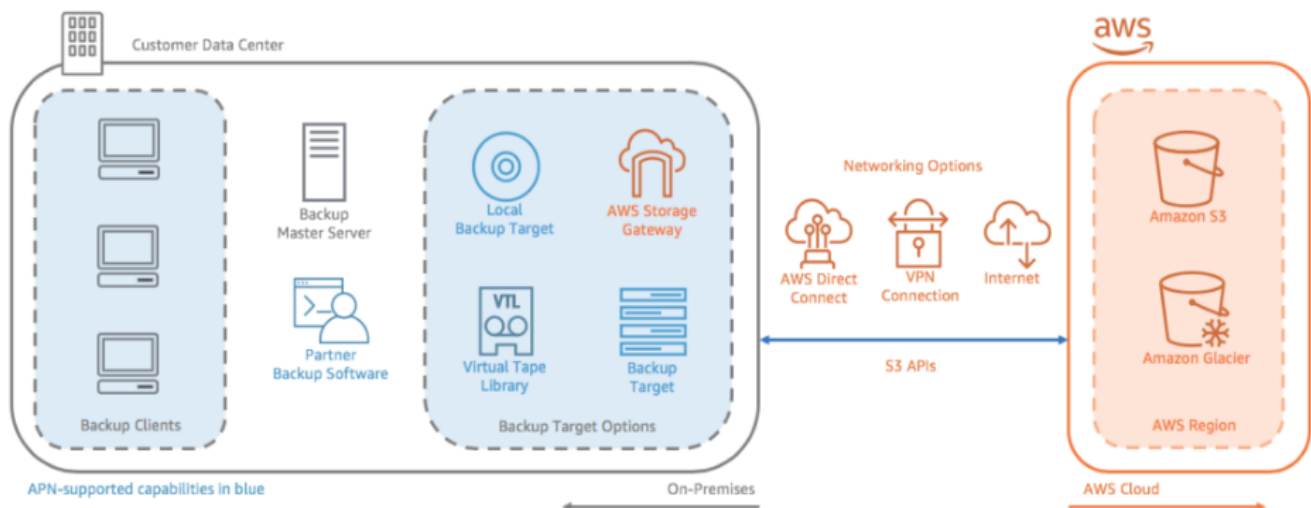 Customer Data Center
aws
Backup
Master Server
Partner
Backup Software
Backup Clients
Local
Backup Target
AWS Storage
Gateway
VTL
Virtual Tape
Library
Backup
Target
Backup Target Options
Networking Options
AWS Direct
Connect
VPN
Connection
Internet
S3 APIs
Amazon S3
Amazon Glacier
AWS Region
APN-supported capabilities in blue
On-Premises
AWS Cloud